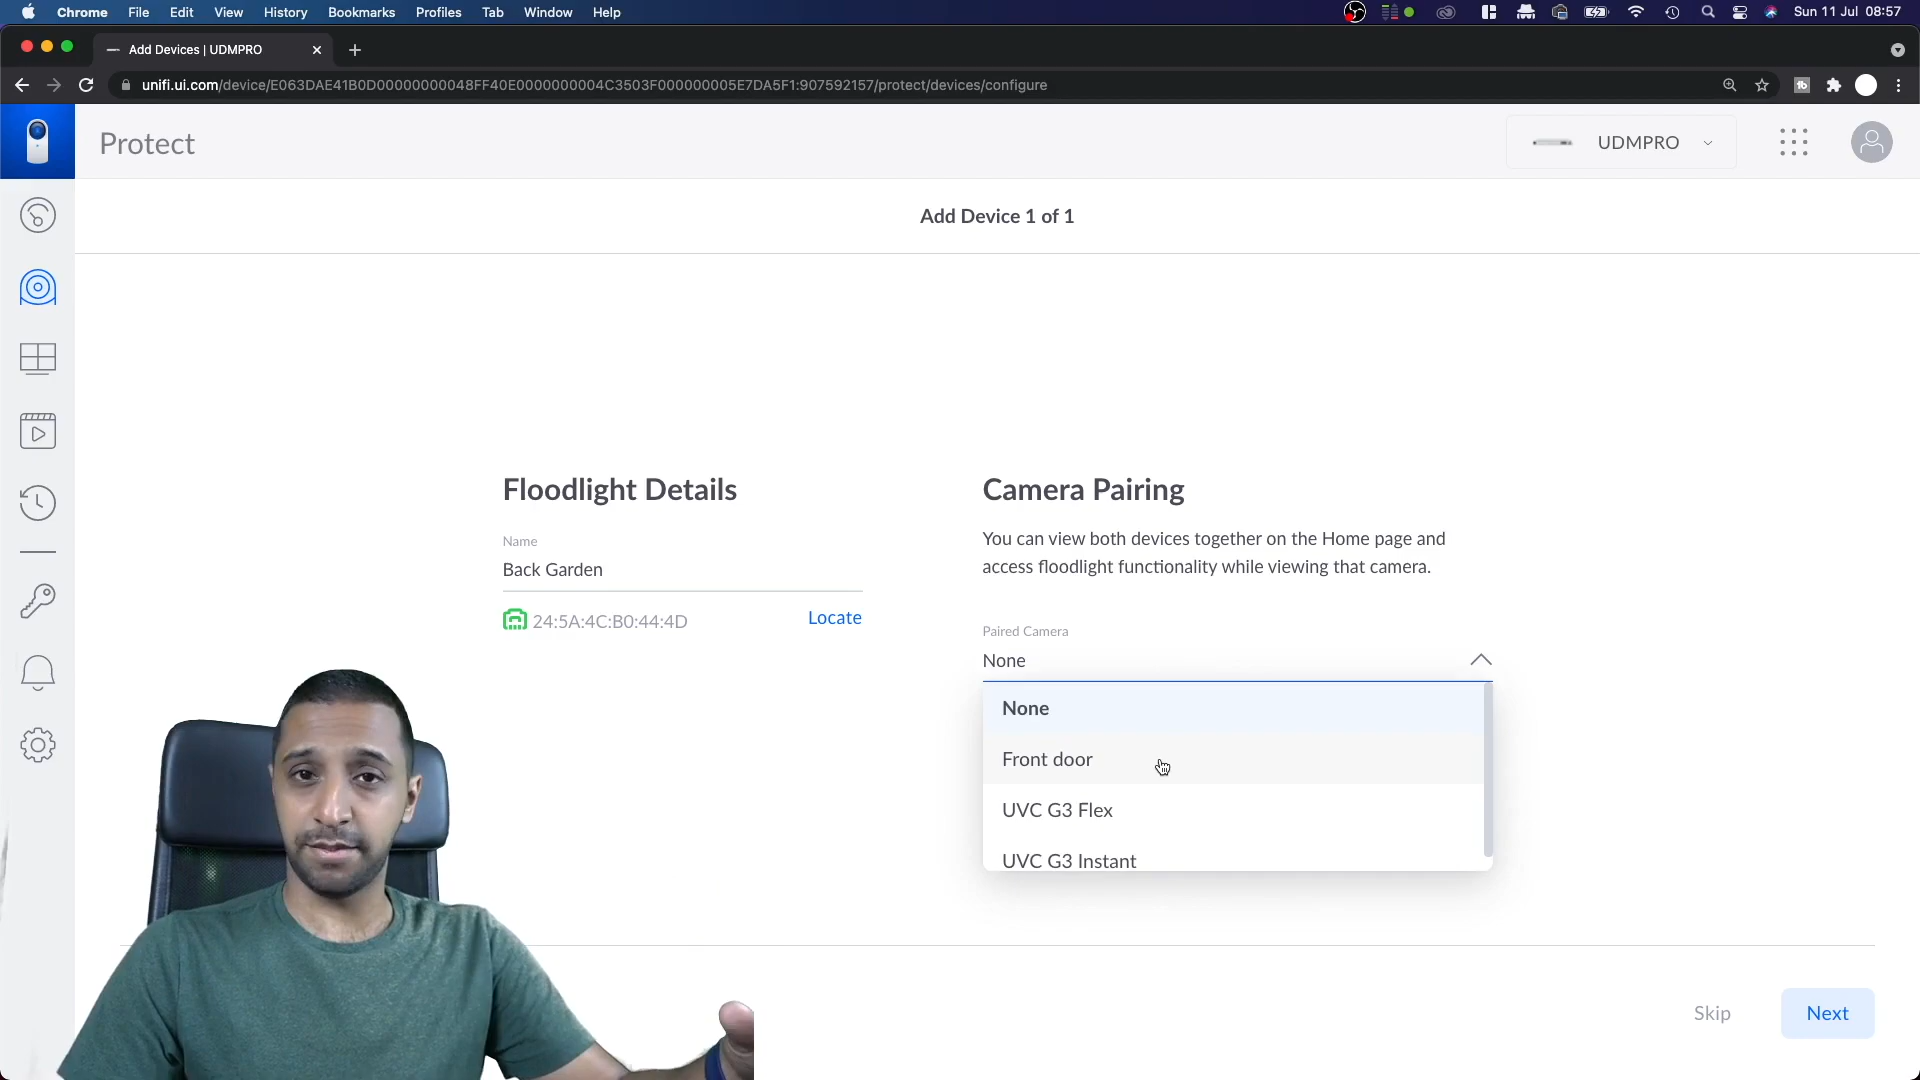 Chrome File Edit View History Bookmarks Profiles Tab Window Help Sun 11 Jul 08:57
Add Devices | UDMPRO
unifi.ui.com/device/E063DAE41B0D00000000048FF40E0000000004C3503F000000005E7DA5F1:907592157/protect/devices/configure
Protect
UDMPRO
Add Device 1 of 1
Floodlight Details
Name
Back Garden
24:5A:4C:B0:44:4D
Locate
Camera Pairing
You can view both devices together on the Home page and
access floodlight functionality while viewing that camera.
Paired Camera
None
None
Front door
UVC G3 Flex
UVC G3 Instant
Skip
Next